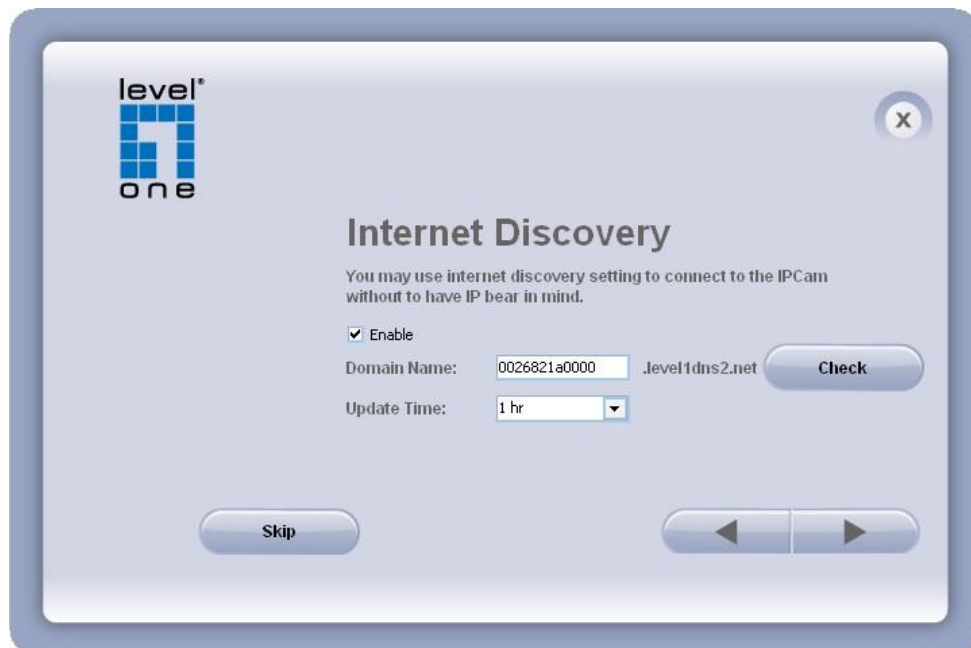 level®
one
X
Internet Discovery
You may use internet discovery setting to connect to the IPCam
without to have IP bear in mind.
Enable
Domain Name: 0026821a0000 .level1dns2.net Check
Update Time: 1 hr
Skip